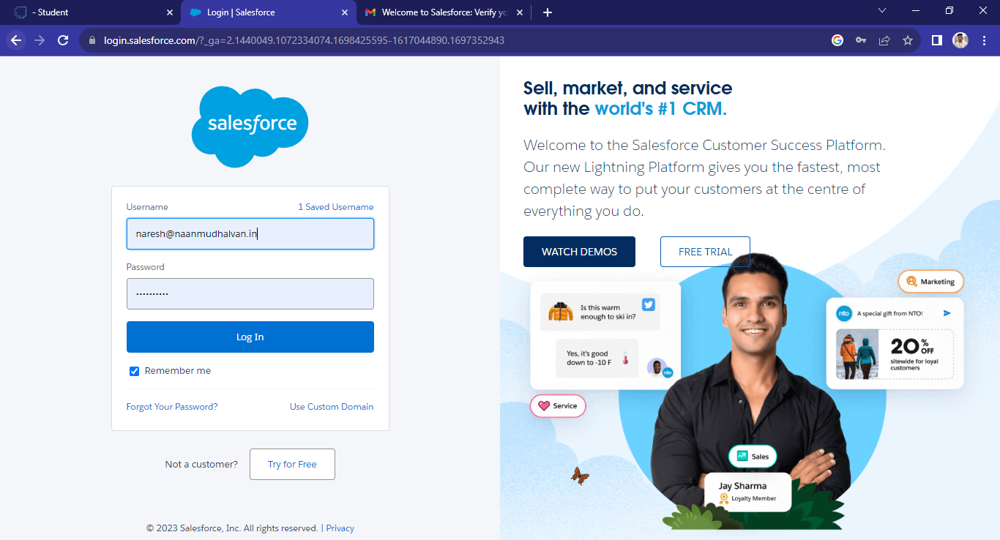 - Student
Login | Salesforce
Welcome to Salesforce: Verify yo
login.salesforce.com/?_ga=2.1440049.1072334074.1698425595-1617044890.1697352943
salesforce
Username
1 Saved Username
naresh@naanmudhalvan.in
Password
Log In
Remember me
Forgot Your Password?
Use Custom Domain
Not a customer?
Try for Free
© 2023 Salesforce, Inc. All rights reserved. | Privacy
Sell, market, and service
with the world's #1 CRM.
Welcome to the Salesforce Customer Success Platform.
Our new Lightning Platform gives you the fastest, most
complete way to put your customers at the centre of
everything you do.
WATCH DEMOS
FREE TRIAL
Is this warm
enough to ski in?
Yes, it's good
down to -10 F
nto
Service
Marketing
nto
A special gift from NTO!
20% OFF
sitewide for loyal
customers
Sales
Jay Sharma
Loyalty Member